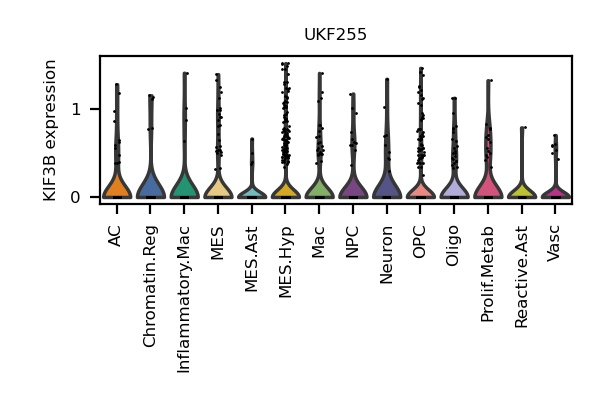 UKF255
KIF3B expression
1
0
AC
Chromatin.Reg
Inflammatory.Mac
MES
MES.Ast
MES.Hyp
Mac
NPC
Neuron
OPC
Oligo
Prolif.Metab
Reactive.Ast
Vasc